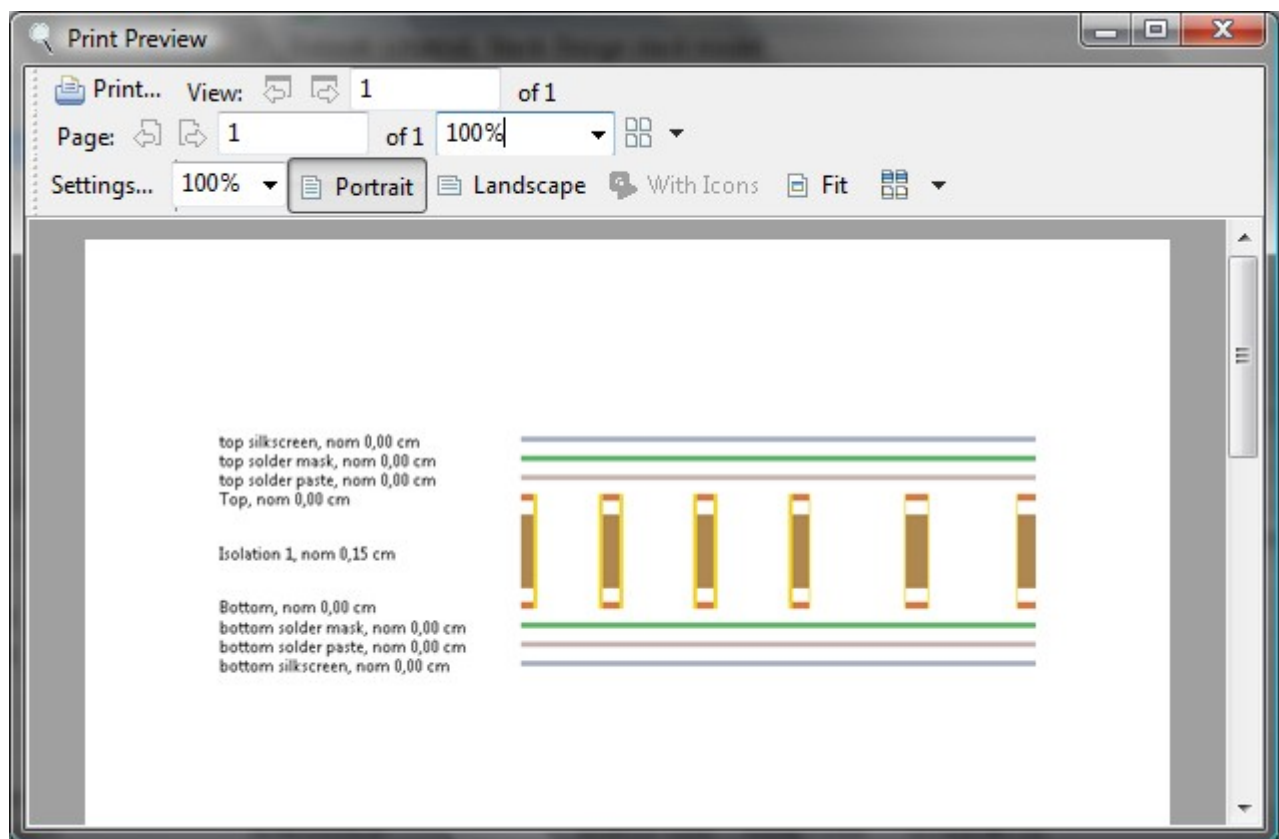 Print Preview
Print... View: 1 of 1
Page: 1 of 1 100%
Settings... 100% Portrait Landscape With Icons Fit
top silkscreen, nom 0,00 cm
top solder mask, nom 0,00 cm
top solder paste, nom 0,00 cm
Top, nom 0,00 cm
Isolation 1, nom 0,15 cm
Bottom, nom 0,00 cm
bottom solder mask, nom 0,00 cm
bottom solder paste, nom 0,00 cm
bottom silkscreen, nom 0,00 cm